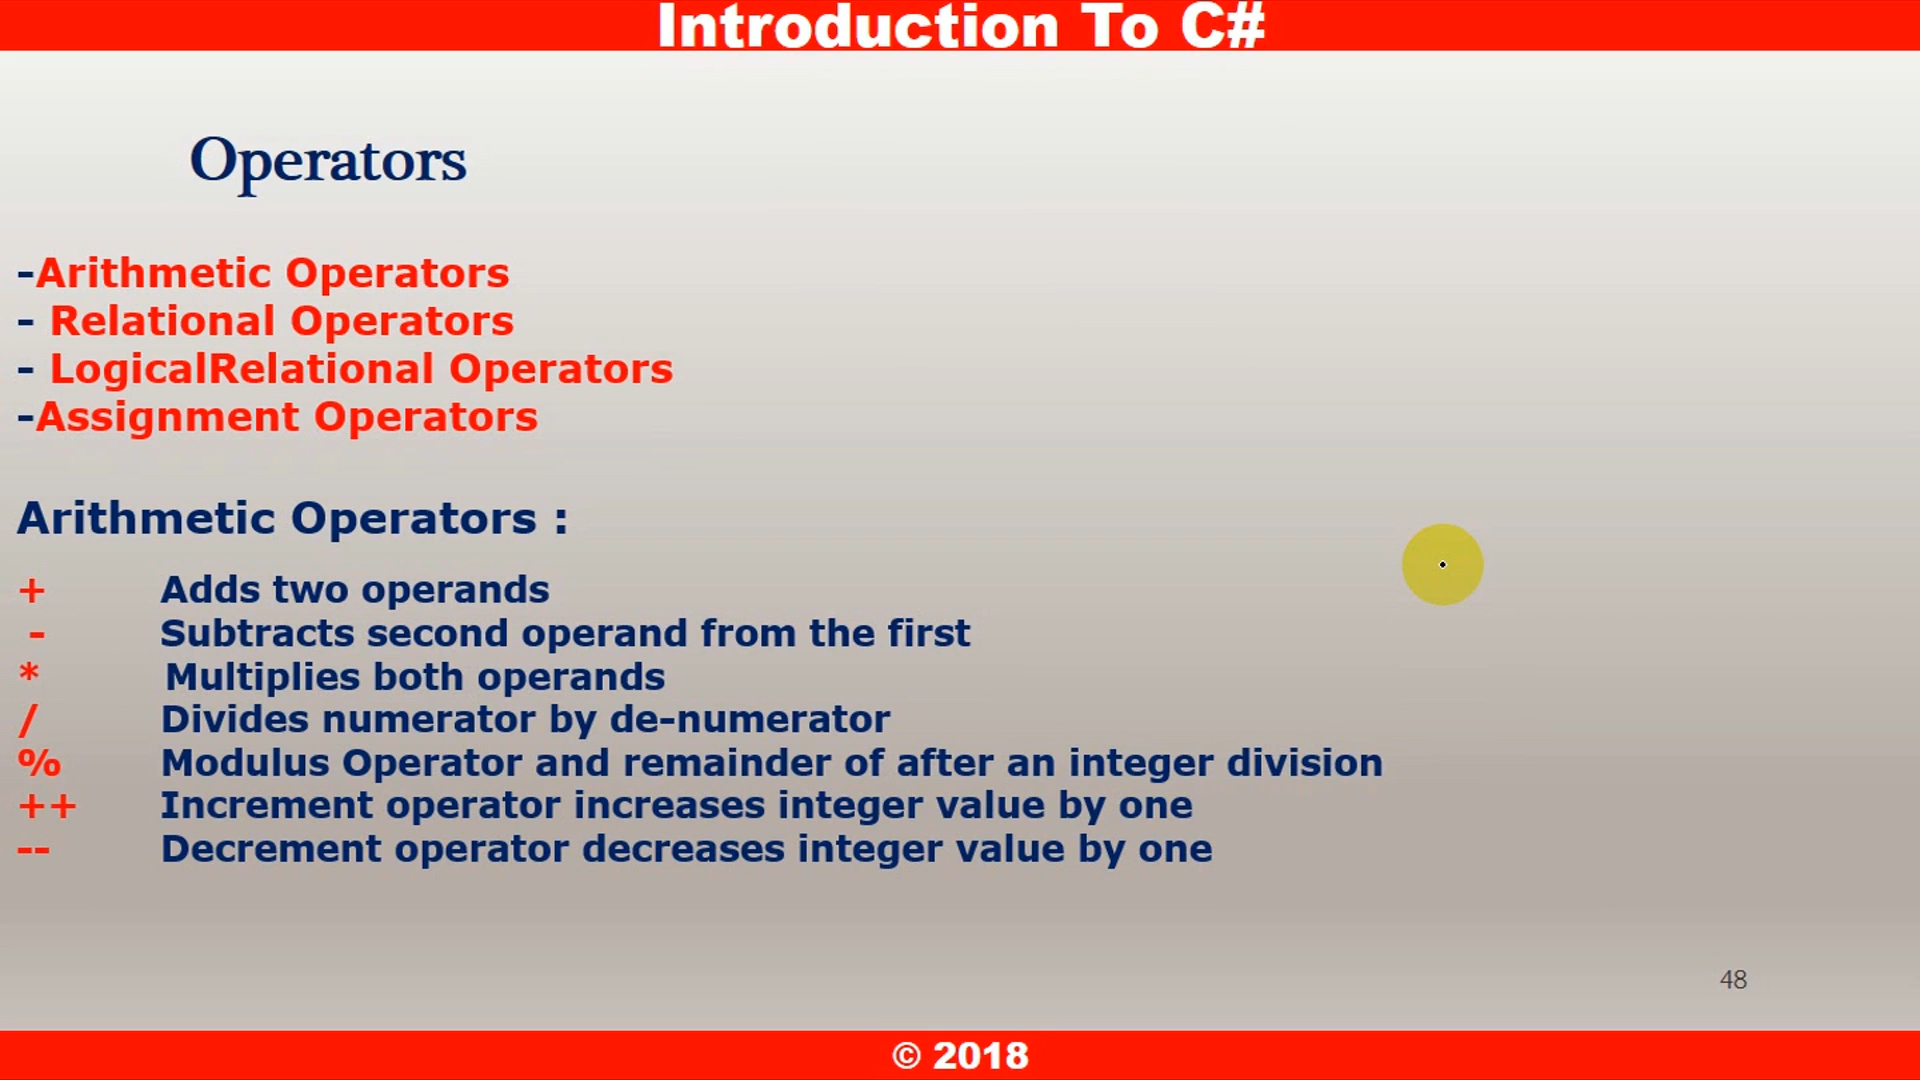 Introduction To C#
Operators
-Arithmetic Operators
- Relational Operators
- LogicalRelational Operators
-Assignment Operators
Arithmetic Operators :
+ Adds two operands
- Subtracts second operand from the first
* Multiplies both operands
/ Divides numerator by de-numerator
% Modulus Operator and remainder of after an integer division
++ Increment operator increases integer value by one
-- Decrement operator decreases integer value by one
48
© 2018